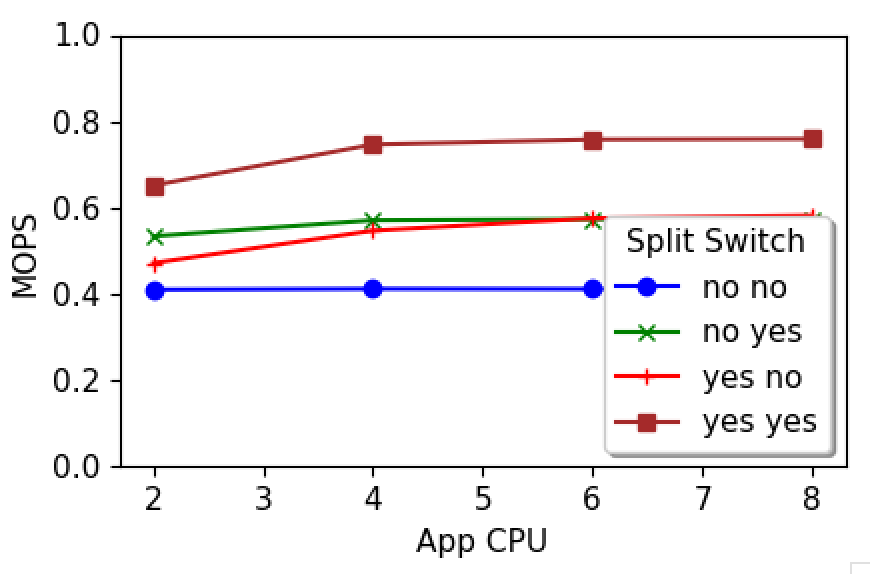 1.0
0.8
0.6
0.4
0.2
0.0
MOPS
2 3 4 5 6 7 8
App CPU
Split Switch
no no
no yes
yes no
yes yes